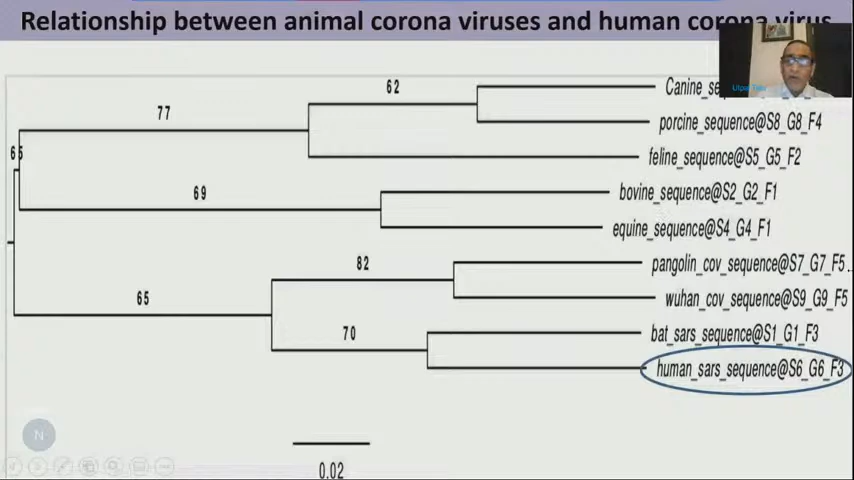 Relationship between animal corona viruses and human corona virus
62
77
65
porcine_sequence@S8_G8_F4
feline_sequence@S5_G5_F2
69
bovine_sequence@S2_G2_F1
equine_sequence@S4_G4_F1
82
pangolin_cov_sequence@S7_G7_F5
wuhan_cov_sequence@S9_G9_F5
65
70
bat_sars_sequence@S1_G1_F3
human_sars_sequence@S6_G6_F3
N
0.02